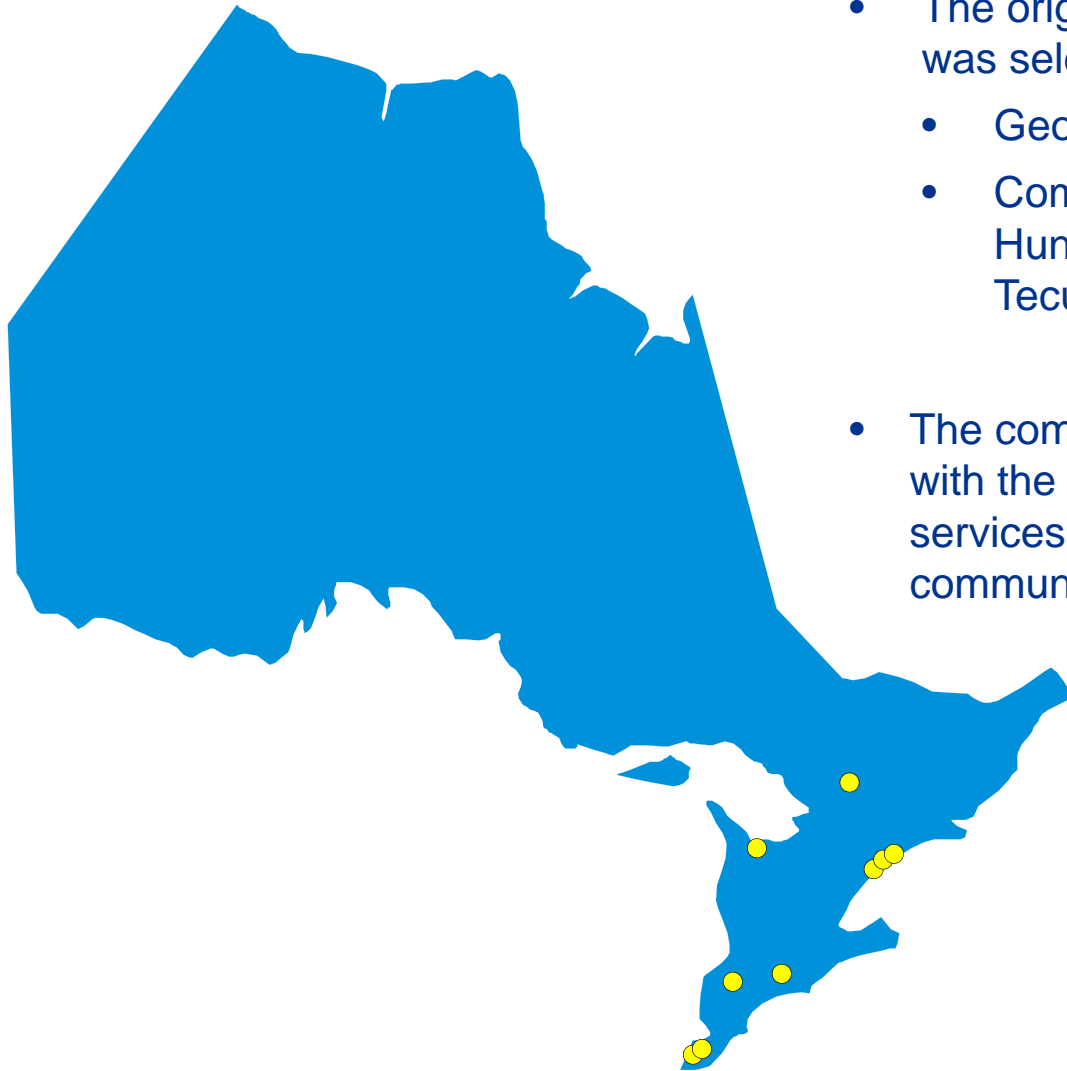 • The orig
was sele
• Geo
• Com
Hun
Tecu
• The com
with the
services
commun